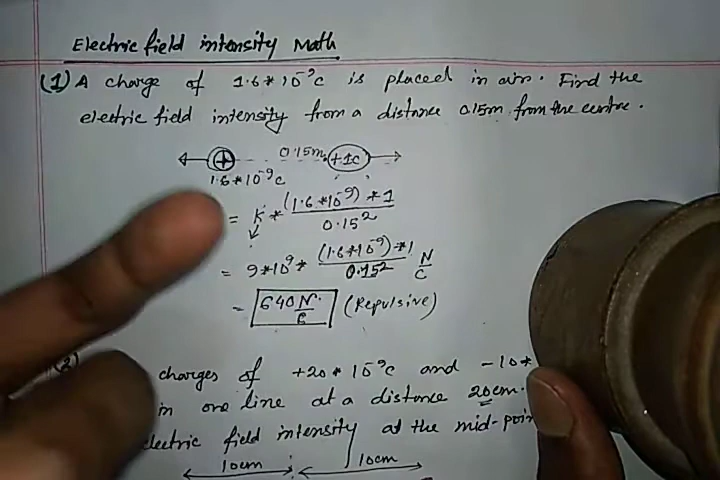 Electric field intensity Math
(1) A charge of 1.6*10⁻⁹c is placed in air. Find the
electric field intensity from a distance 0.15m from the centre.
+ 0.15m +1c
1.6*10⁻⁹c
= K* (1.6*10⁻⁹)*1 / 0.15²
= 9*10⁹* (1.6*10⁻⁹)*1 / 0.15² N/C
= 640 N/C (Repulsive)
(2) charges of +20*10⁻⁹c and -10*
in one line at a distance 20cm.
electric field intensity at the mid-poin
10cm 10cm